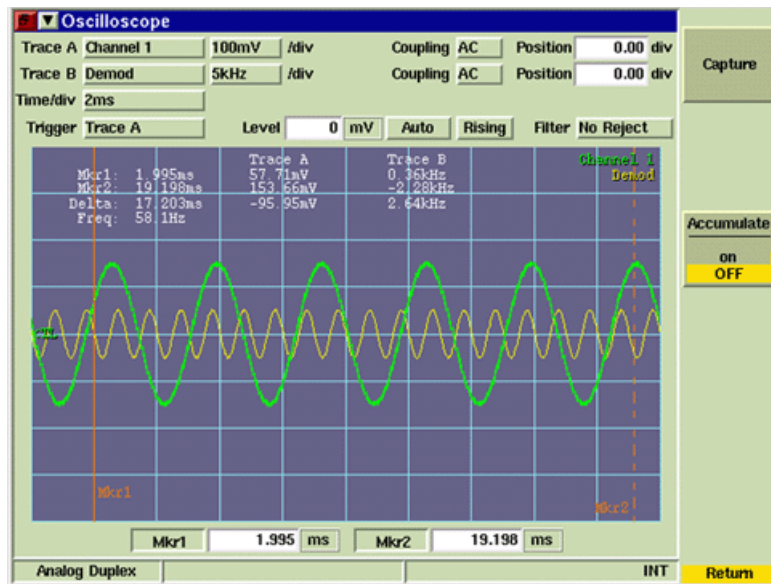 Oscilloscope
Trace A Channel 1 100mV /div Coupling AC Position 0.00 div
Trace B Demod 5kHz /div Coupling AC Position 0.00 div
Time/div 2ms
Trigger Trace A Level 0 mV Auto Rising Filter No Reject
Trace A Trace B Channel 1
Mkr1: 1.995ms 57.71mV 0.36kHz Demod
Mkr2: 19.198ms 153.66mV -2.28kHz
Delta: 17.203ms -95.95mV 2.64kHz
Freq: 58.1Hz
Mkr1
Mkr2
Mkr1 1.995 ms Mkr2 19.198 ms
Analog Duplex INT
Capture
Accumulate
on
OFF
Return